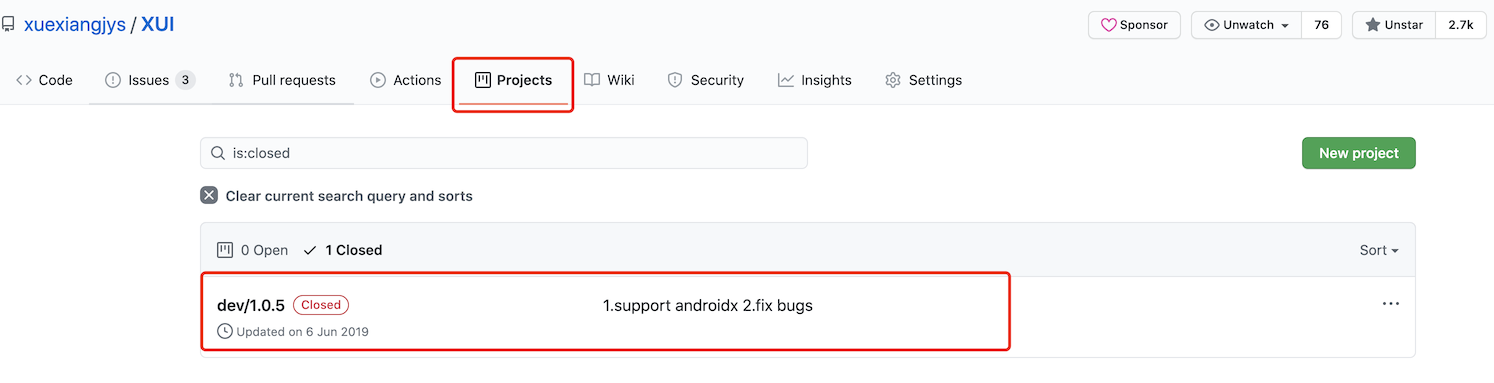 xuexiangjys / XUI Sponsor Unwatch 76 Unstar 2.7k
Code Issues 3 Pull requests Actions Projects Wiki Security Insights Settings
is:closed New project
Clear current search query and sorts
0 Open 1 Closed Sort
dev/1.0.5 Closed 1.support androidx 2.fix bugs
Updated on 6 Jun 2019